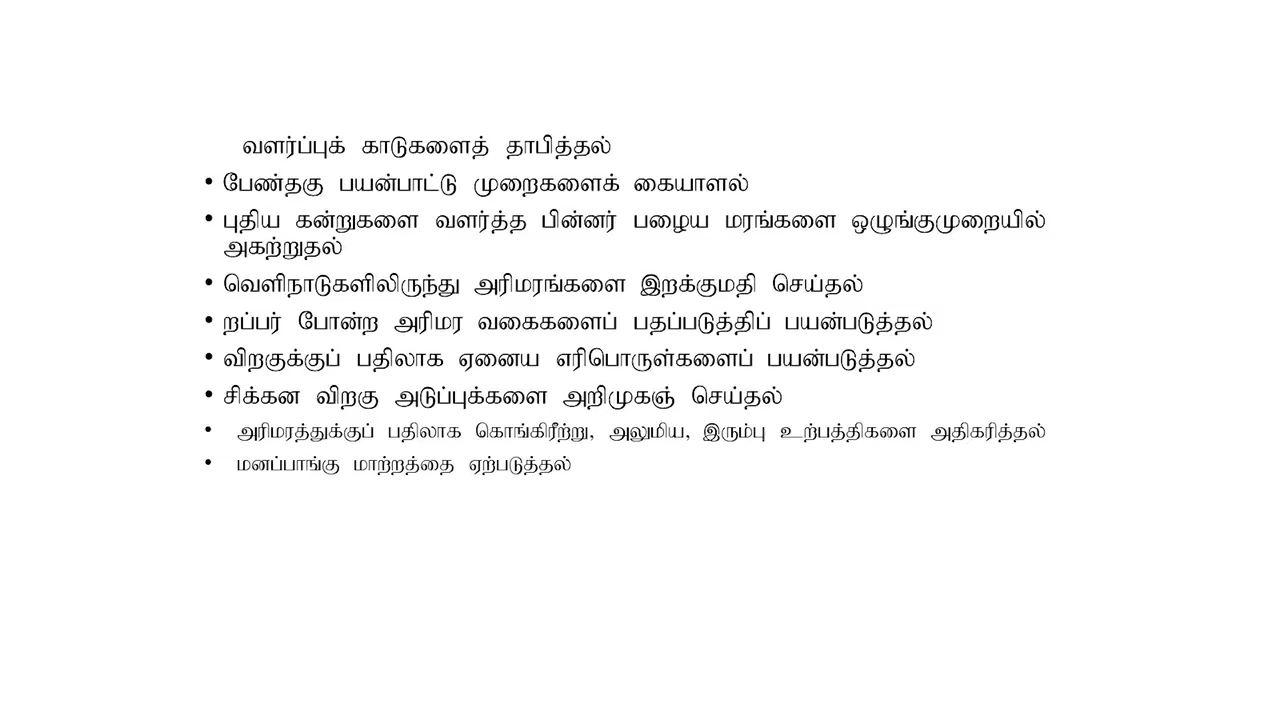 வளர்ப்புக் காடுகளைத் தாபித்தல்
• பேண்தகு பயன்பாட்டு முறைகளைக் கையாளல்
• புதிய கன்றுகளை வளர்த்த பின்னர் பழைய மரங்களை ஒழுங்குமுறையில்
அகற்றுதல்
• வெளிநாடுகளிலிருந்து அரிமரங்களை இறக்குமதி செய்தல்
• றப்பர் போன்ற அரிமர வகைகளைப் பதப்படுத்திப் பயன்படுத்தல்
• விறகுக்குப் பதிலாக ஏனைய எரிபொருள்களைப் பயன்படுத்தல்
• சிக்கன விறகு அடுப்புக்களை அறிமுகஞ் செய்தல்
• அரிமரத்துக்குப் பதிலாக கொங்கிரீற்று, அலுமிய, இரும்பு உற்பத்திகளை அதிகரித்தல்
• மனப்பாங்கு மாற்றத்தை ஏற்படுத்தல்